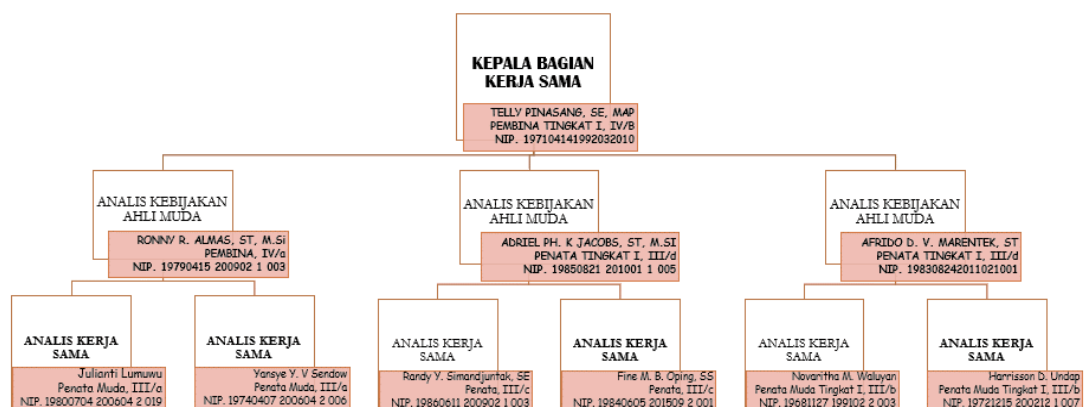 KEPALA BAGIAN
KERJA SAMA
TELLY PINASANG, SE, MAP
PEMBINA TINGKAT I, IV/B
NIP. 197104141992032010
ANALIS KEBIJAKAN
AHLI MUDA
RONNY R. ALMAS, ST, M.Si
PEMBINA, IV/a
NIP. 19790415 200902 1 003
ANALIS KEBIJAKAN
AHLI MUDA
ADRIEL PH. K JACOBS, ST, M.SI
PENATA TINGKAT I, III/d
NIP. 19850821 201001 1 005
ANALIS KEBIJAKAN
AHLI MUDA
AFRIDO D. V. MARENTEK, ST
PENATA TINGKAT I, III/d
NIP. 198308242011021001
ANALIS KERJA
SAMA
Julianti Lumuwu
Penata Muda, III/a
NIP. 19800704 200604 2 019
ANALIS KERJA
SAMA
Yansye Y. V Sendow
Penata Muda, III/a
NIP. 19740407 200604 2 006
ANALIS KERJA
SAMA
Randy Y. Simandjuntak, SE
Penata, III/c
NIP. 19860611 200902 1 003
ANALIS KERJA
SAMA
Fine M. B. Oping, SS
Penata, III/c
NIP. 19840605 201509 2 001
ANALIS KERJA
SAMA
Novaritha M. Waluyan
Penata Muda Tingkat I, III/b
NIP. 19681127 199102 2 003
ANALIS KERJA
SAMA
Harrisson D. Undap
Penata Muda Tingkat I, III/b
NIP. 19721215 200212 1 007